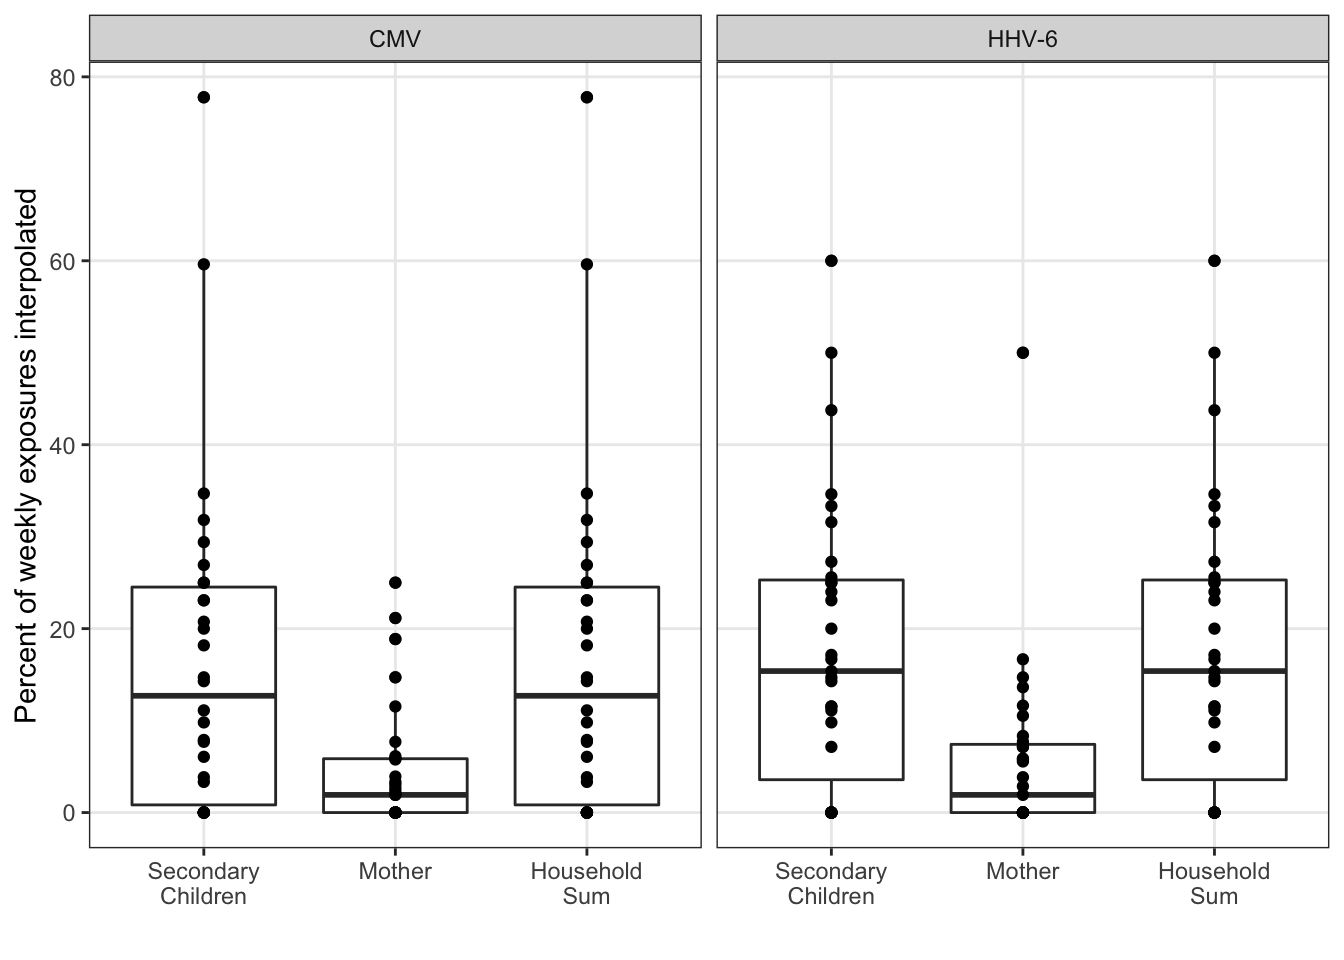 CMV
HHV-6
Percent of weekly exposures interpolated
80
60
40
20
0
Secondary
Children
Mother
Household
Sum
Secondary
Children
Mother
Household
Sum